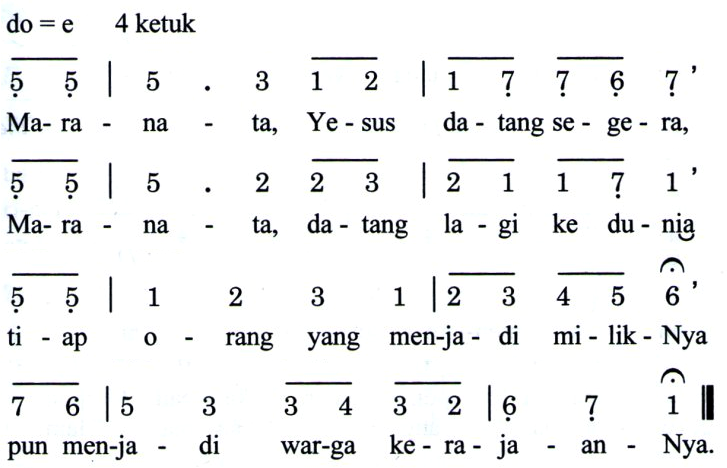 do = e 4 ketuk
5̣ 5̣ | 5 . 3 1 2 | 1 7̣ 7̣ 6̣ 7̣ ’
Ma- ra - na - ta, Ye - sus da - tang se - ge - ra,
5̣ 5̣ | 5 . 2 2 3 | 2 1 1 7̣ 1 ’
Ma- ra - na - ta, da - tang la - gi ke du - nia
5̣ 5̣ | 1 2 3 1 | 2 3 4 5 6 ’
ti - ap o - rang yang men-ja - di mi - lik - Nya
7 6 | 5 3 3 4 3 2 | 6̣ 7̣ 1
pun men-ja - di war-ga ke - ra - ja - an - Nya.